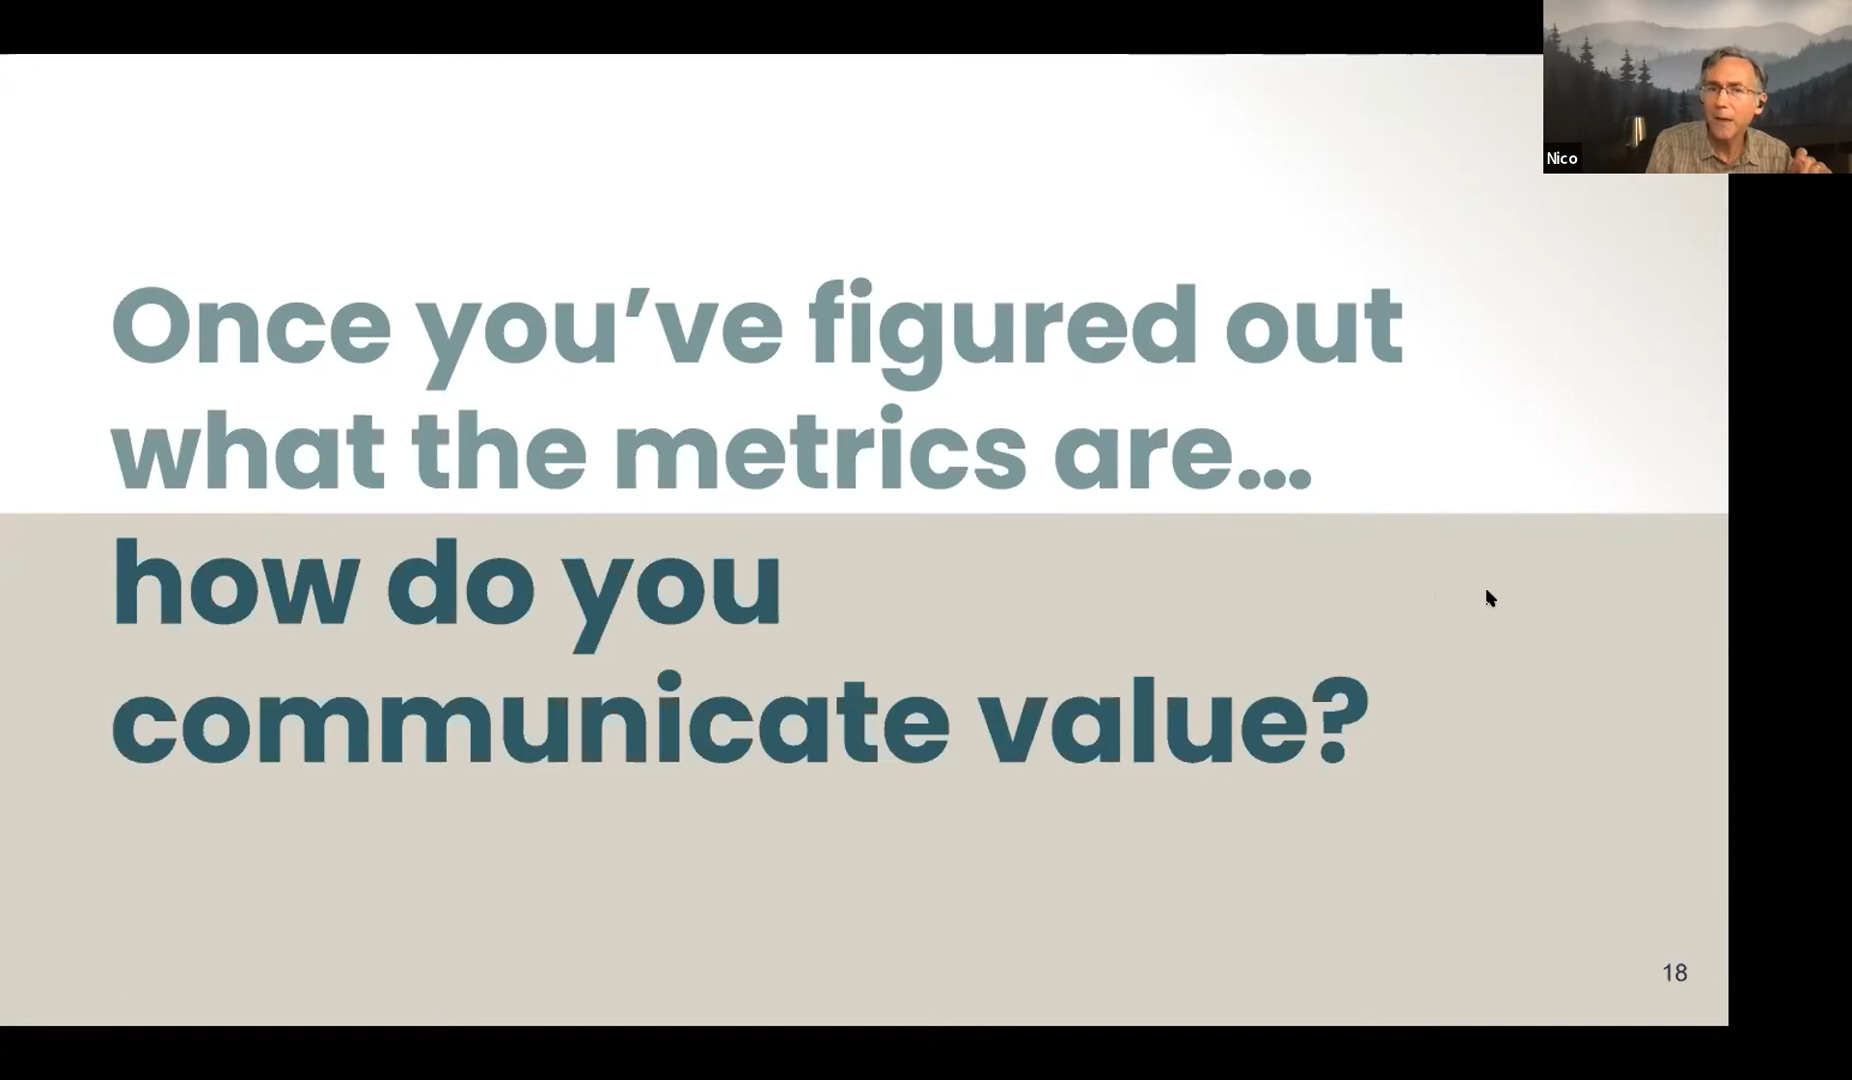 Nico
Once you’ve figured out
what the metrics are...
how do you
communicate value?
18